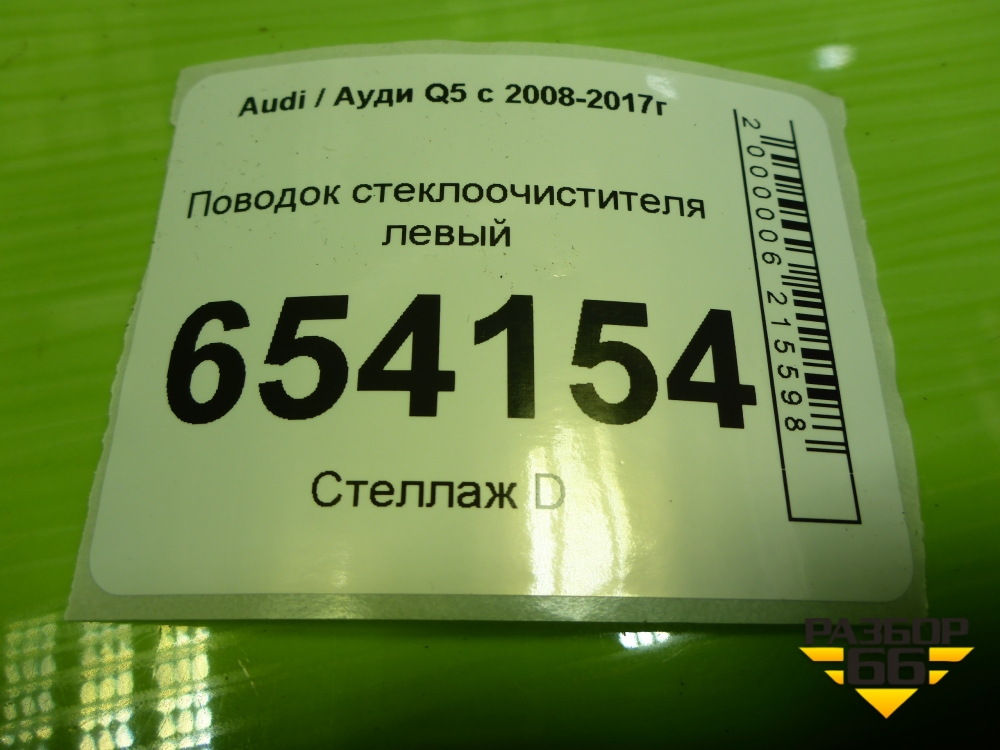 Audi / Ауди Q5 с 2008-2017г
Поводок стеклоочистителя
левый
654154
Стеллаж D
2000006215598
РАЗБОР
66